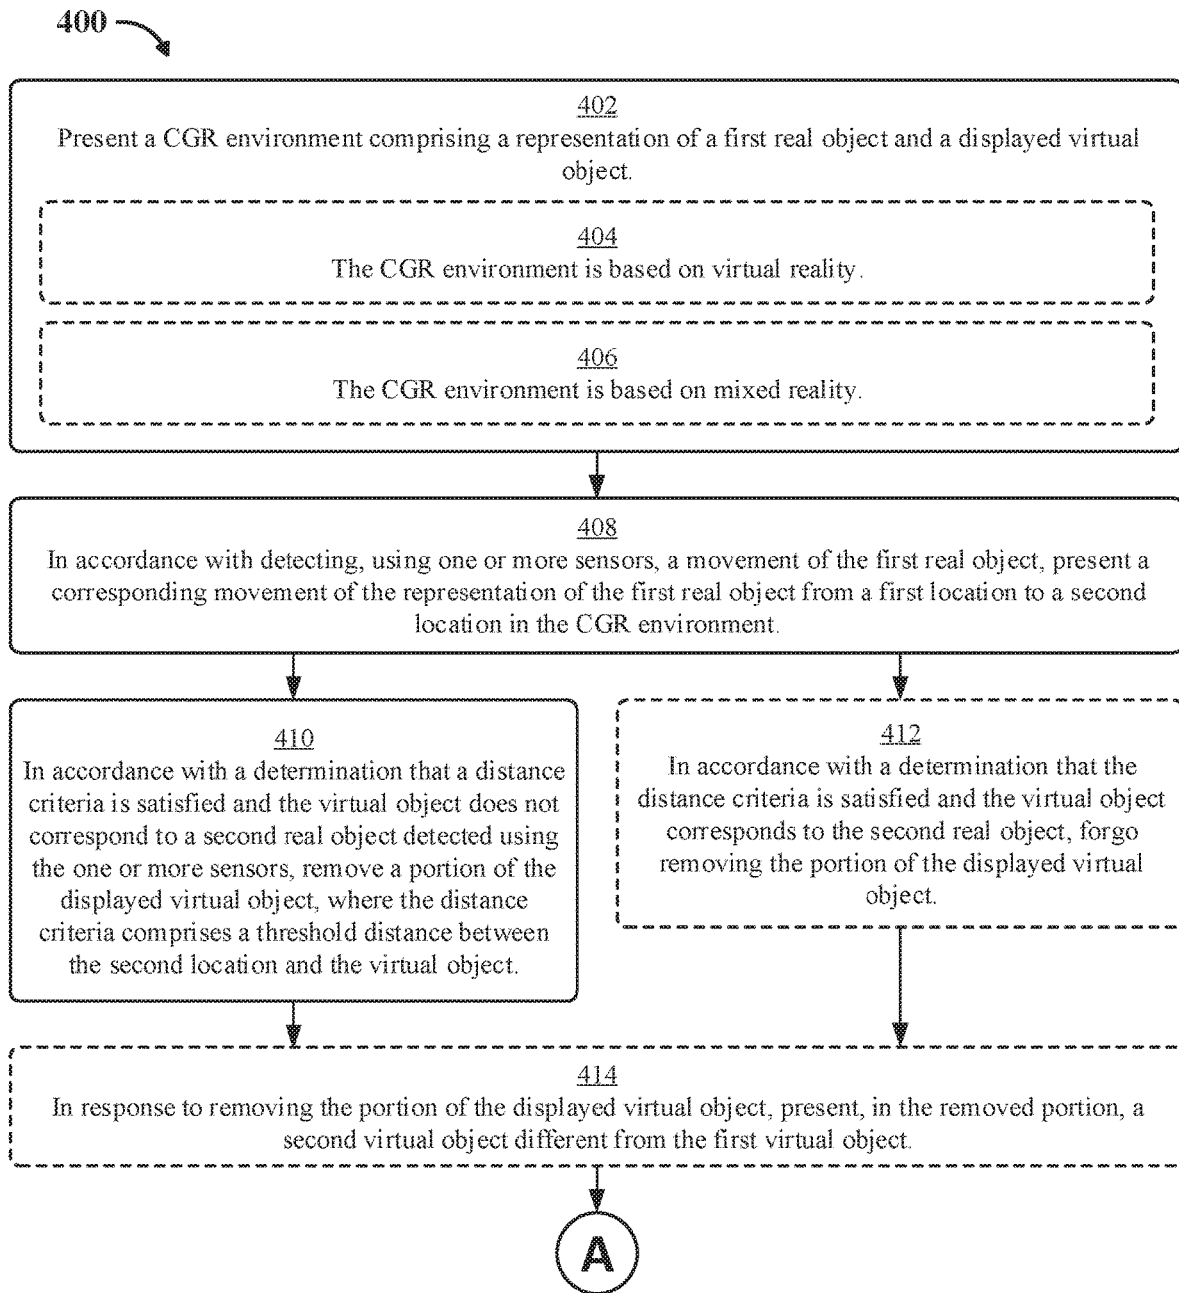 400
402
Present a CGR environment comprising a representation of a first real object and a displayed virtual
object.
404
The CGR environment is based on virtual reality.
406
The CGR environment is based on mixed reality.
408
In accordance with detecting, using one or more sensors, a movement of the first real object, present a
corresponding movement of the representation of the first real object from a first location to a second
location in the CGR environment.
410
In accordance with a determination that a distance
criteria is satisfied and the virtual object does not
correspond to a second real object detected using
the one or more sensors, remove a portion of the
displayed virtual object, where the distance
criteria comprises a threshold distance between
the second location and the virtual object.
412
In accordance with a determination that the
distance criteria is satisfied and the virtual object
corresponds to the second real object, forgo
removing the portion of the displayed virtual
object.
414
In response to removing the portion of the displayed virtual object, present, in the removed portion, a
second virtual object different from the first virtual object.
A